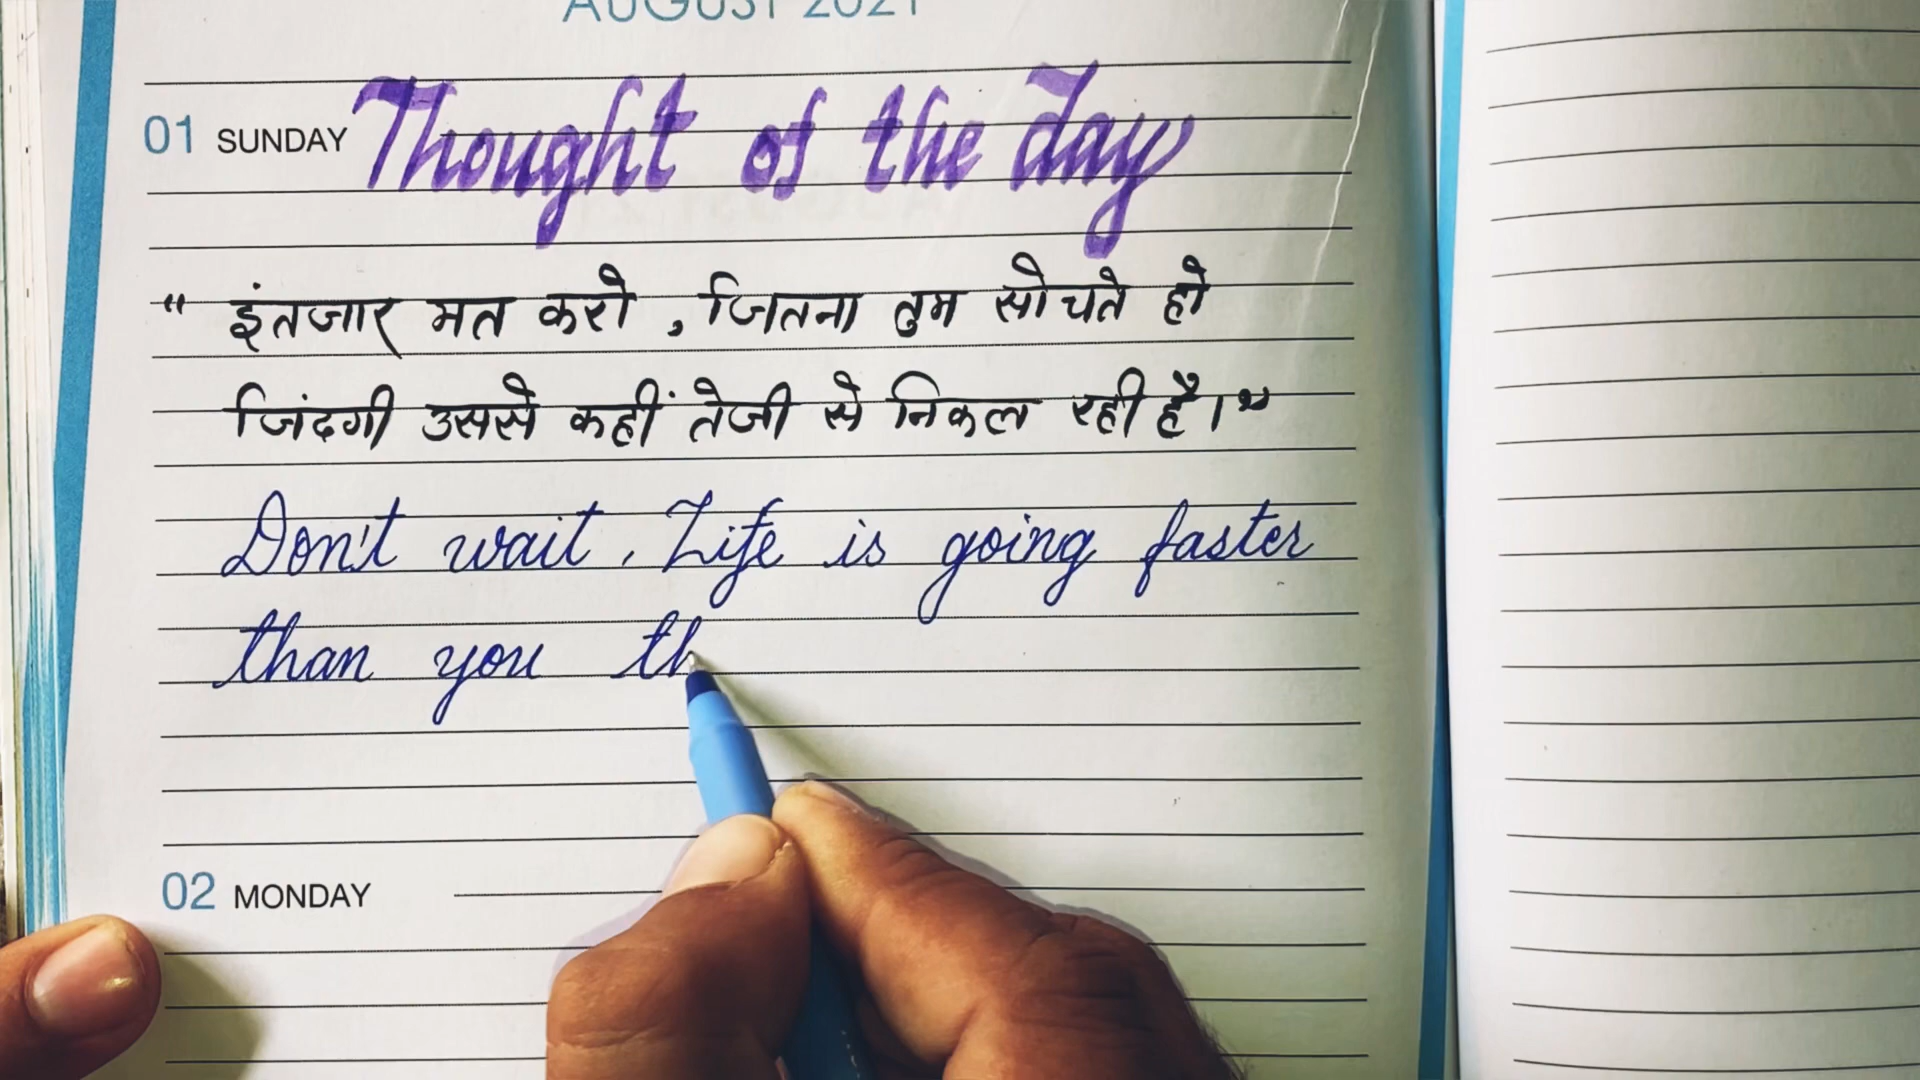 AUGUST 2021
01 SUNDAY Thought of the day
“ इंतजार मत करो , जितना तुम सोचते हो
जिंदगी उससे कहीं तेजी से निकल रही है।”
Don't wait. Life is going faster
than you th
02 MONDAY